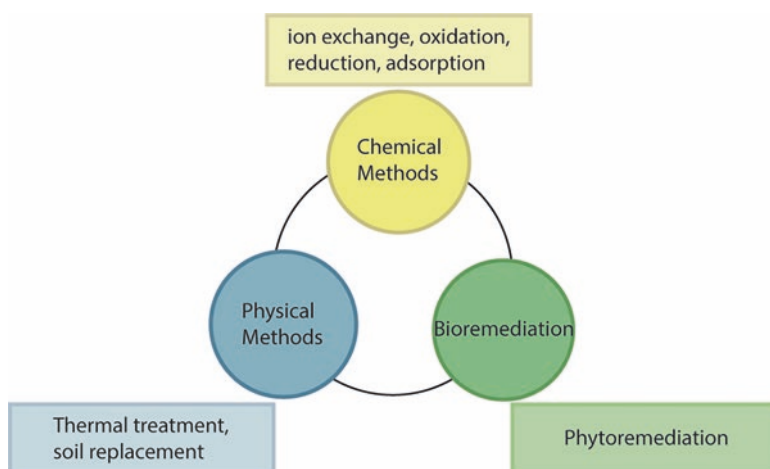 ion exchange, oxidation,
reduction, adsorption
Chemical
Methods
Physical
Methods
Bioremediation
Thermal treatment,
soil replacement
Phytoremediation